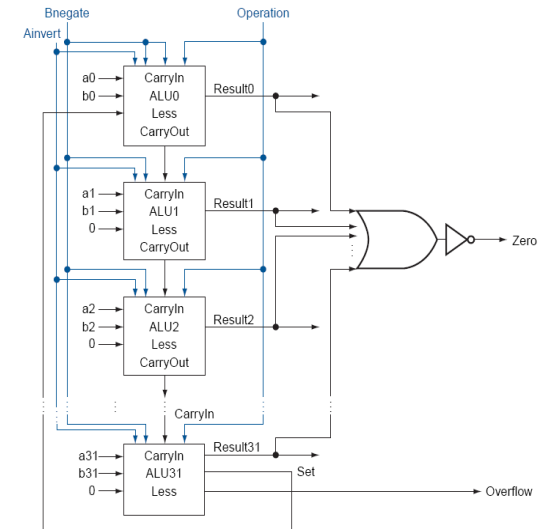 Bnegate
Operation
Ainvert
a0
CarryIn
Result0
b0
ALU0
Less
CarryOut
a1
CarryIn
Result1
b1
ALU1
0
Less
CarryOut
Zero
a2
CarryIn
Result2
b2
ALU2
0
Less
CarryOut
CarryIn
a31
CarryIn
Result31
b31
ALU31
Set
0
Less
Overflow